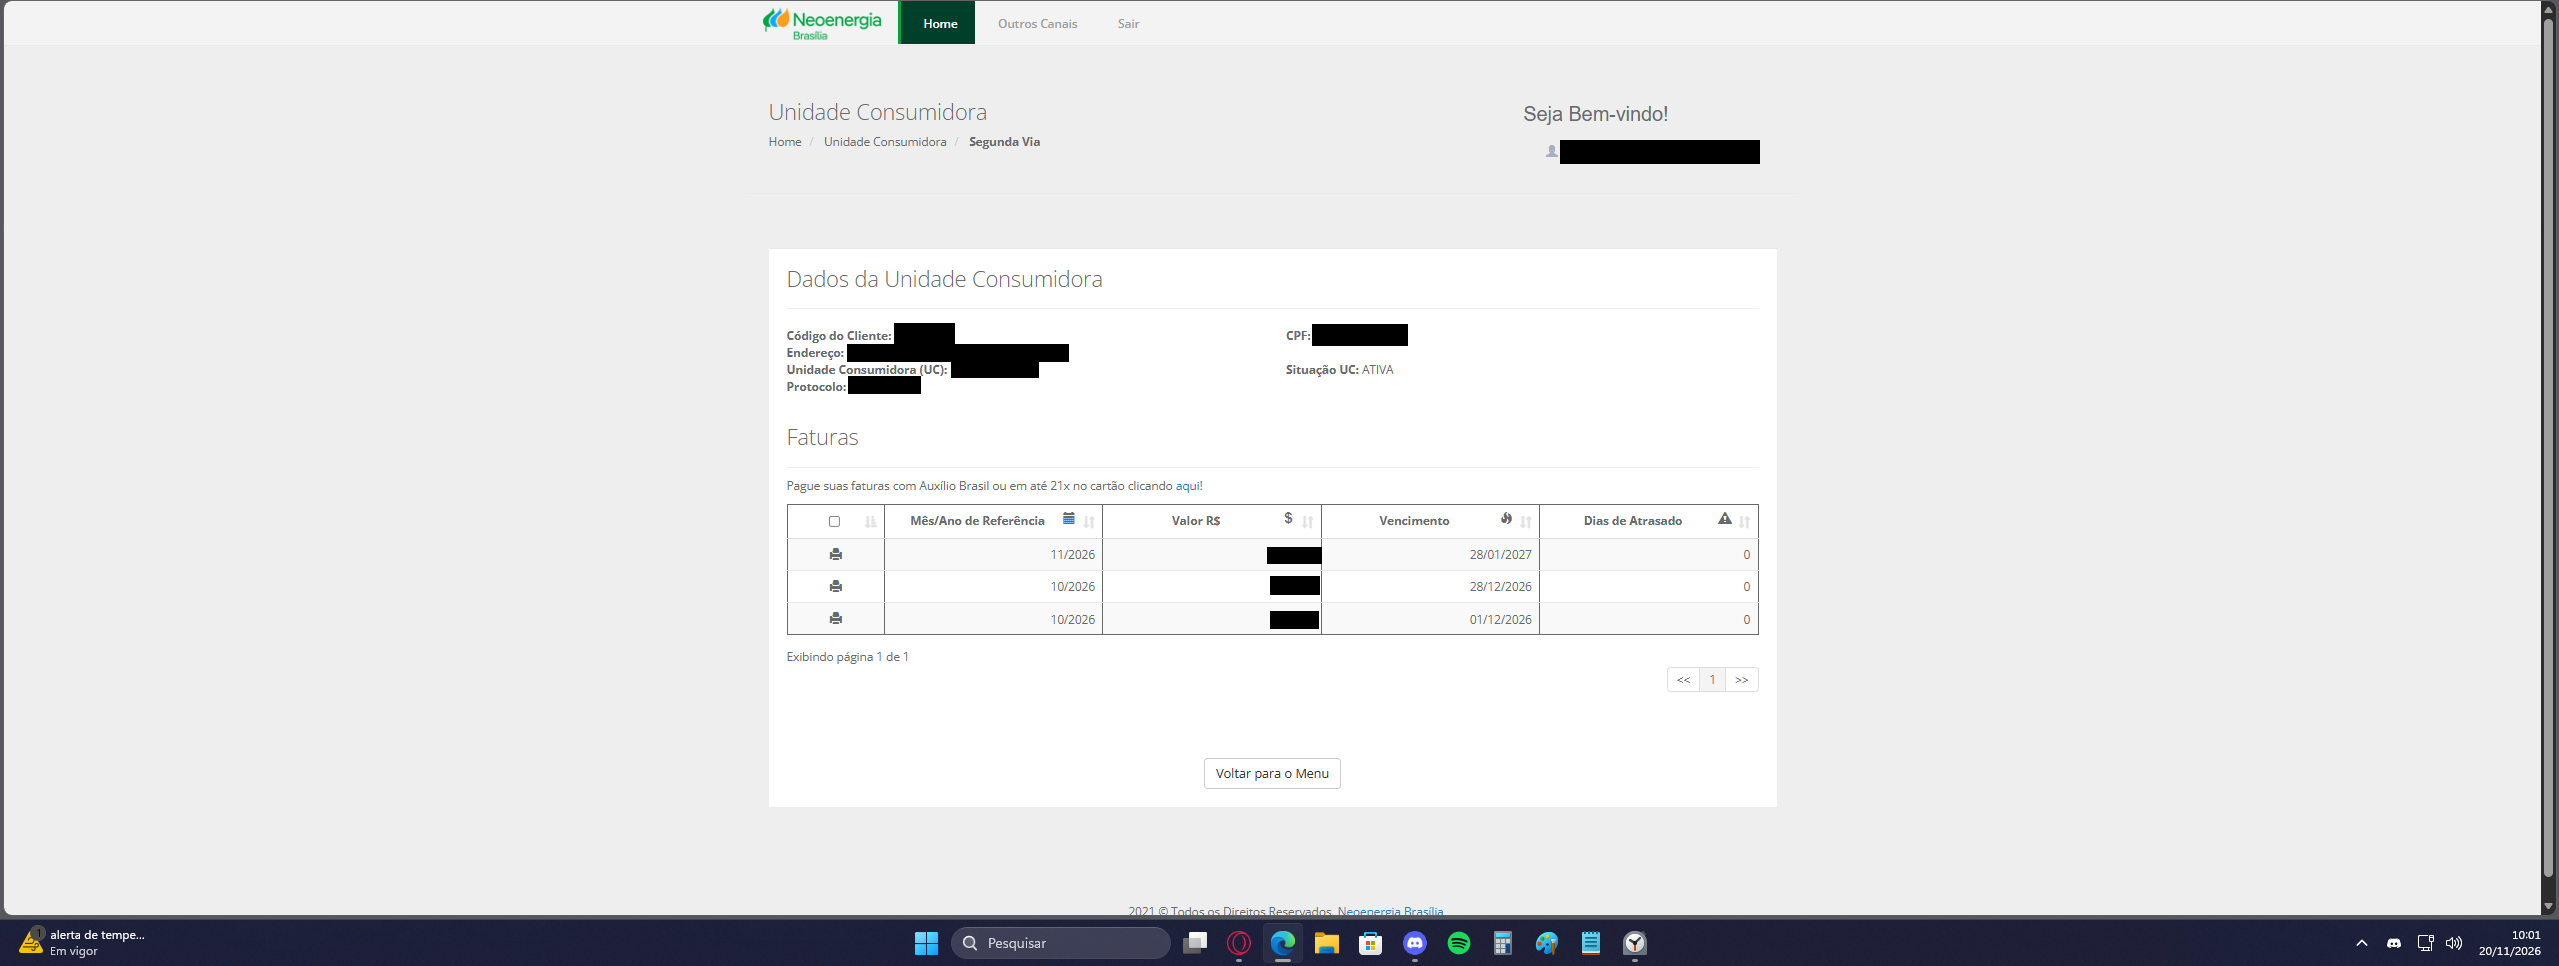 Neoenergia
Brasília
Home
Outros Canais
Sair
Unidade Consumidora
Home / Unidade Consumidora / Segunda Via
Seja Bem-vindo!
Dados da Unidade Consumidora
Código do Cliente:
CPF:
Endereço:
Unidade Consumidora (UC):
Situação UC: ATIVA
Protocolo:
Faturas
Pague suas faturas com Auxílio Brasil ou em até 21x no cartão clicando aqui!
Mês/Ano de Referência Valor R$ $ Vencimento Dias de Atrasado
11/2026 28/01/2027 0
10/2026 28/12/2026 0
10/2026 01/12/2026 0
Exibindo página 1 de 1
<< 1 >>
Voltar para o Menu
2021 © Todos os Direitos Reservados. Neoenergia Brasília
1
alerta de tempe...
Em vigor
Pesquisar
10:01
20/11/2026